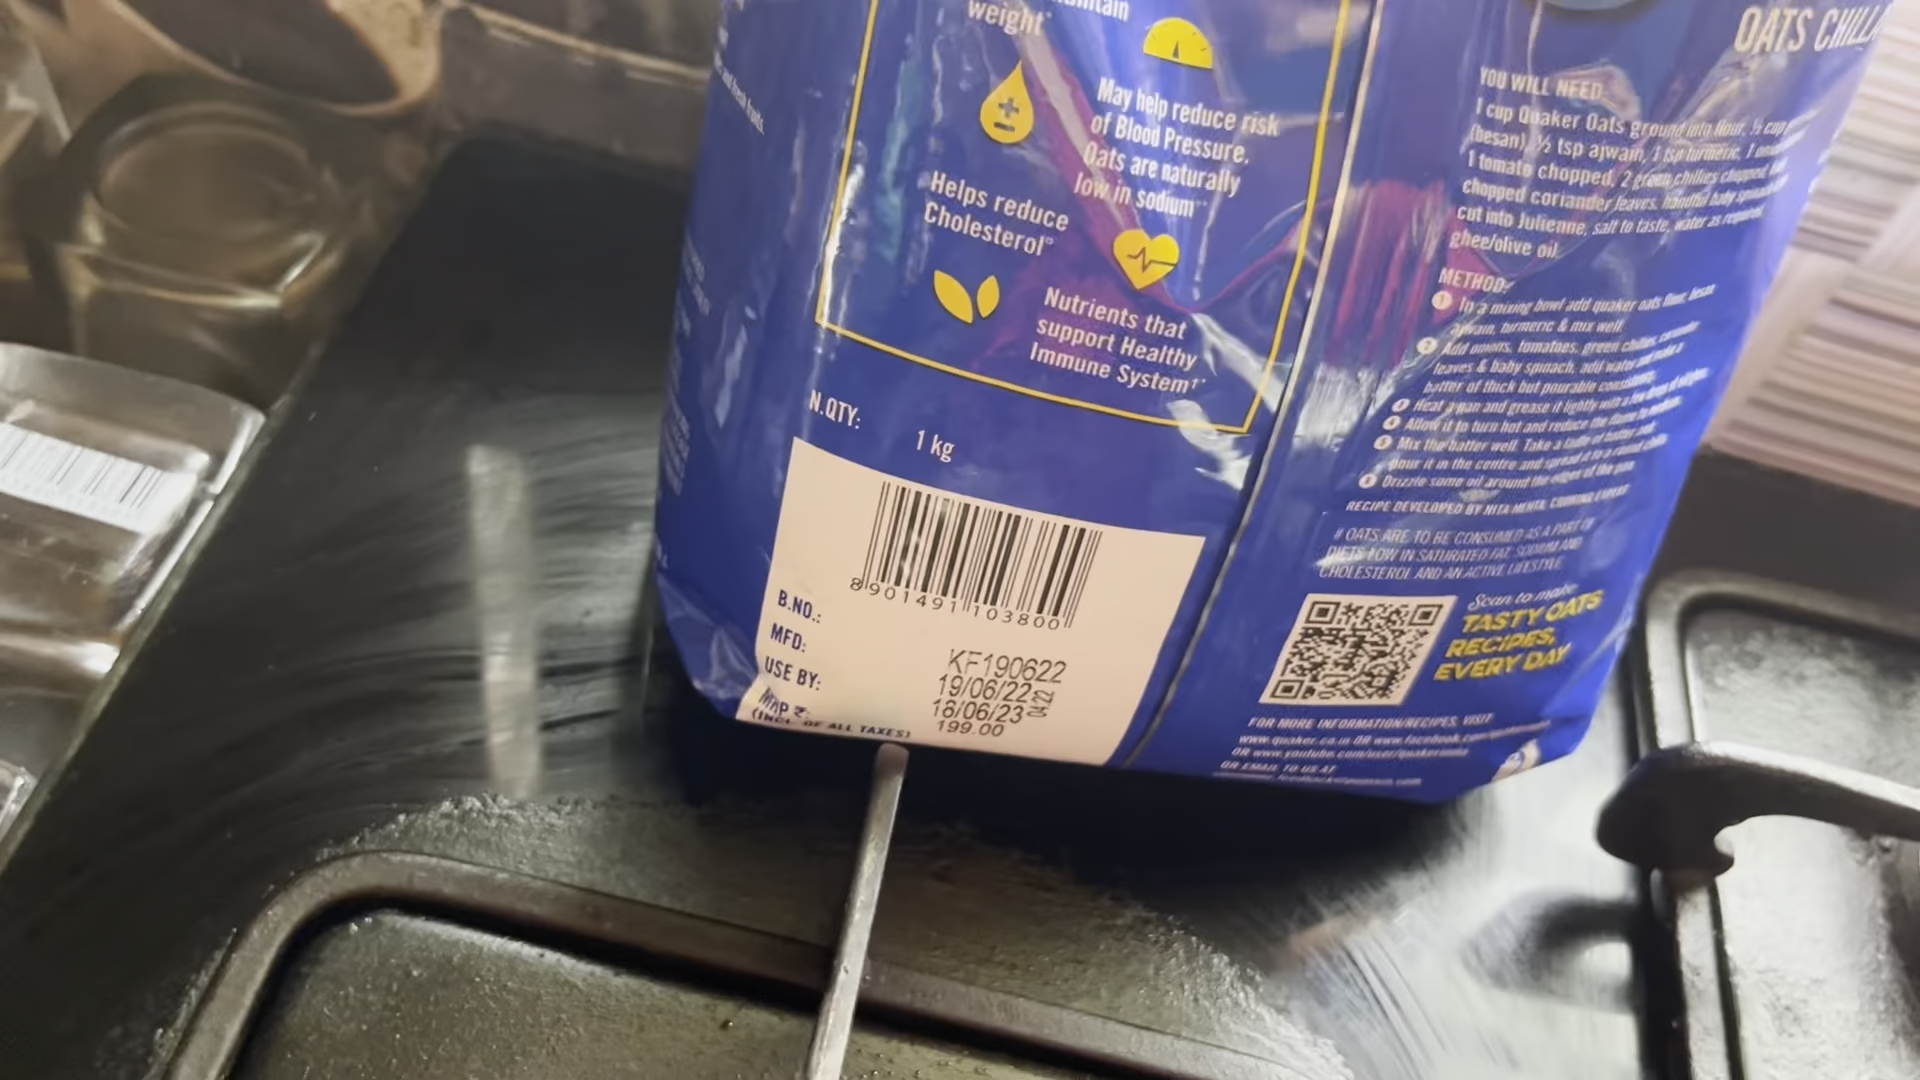 weight*
May help reduce risk
of Blood Pressure.
Oats are naturally
low in sodium**
Helps reduce
Cholesterol°
Nutrients that
support Healthy
Immune System†*
N.QTY:
1 kg
8 901491 103800
B.NO.:
MFD:
USE BY:
MRP ₹:
(INCL. OF ALL TAXES)
KF190622
19/06/22
18/06/23
04:22
199.00
OATS CHILLA
YOU WILL NEED
1 cup Quaker Oats ground into flour, ½ cup
(besan), ½ tsp ajwain, 1 tsp turmeric, 1
1 tomato chopped, 2 green chillies chopped,
chopped coriander leaves, handful baby
cut into Julienne, salt to taste, water as required,
ghee/olive oil.
METHOD-
1 In a mixing bowl add quaker oats flour, besan
ajwain, turmeric & mix well.
2 Add onions, tomatoes, green chillies,
leaves & baby spinach, add water and make a
batter of thick but pourable consistency.
3 Heat a pan and grease it lightly with a few drops of
4 Allow it to turn hot and reduce the flame to
5 Mix the batter well. Take a ladle of batter and
pour it in the centre and spread it to a round
Drizzle some oil around the edges of the pan
RECIPE DEVELOPED BY NITA MEHTA, COOKING EXPERT
# OATS ARE TO BE CONSUMED AS A PART OF
DIETS LOW IN SATURATED FAT, SODIUM AND
CHOLESTEROL AND AN ACTIVE LIFESTYLE
Scan to make
TASTY OATS
RECIPES,
EVERY DAY
FOR MORE INFORMATION/RECIPES, VISIT
www.quaker.co.in OR www.facebook.com/
OR www.youtube.com/user/quakerindia
OR EMAIL TO US AT